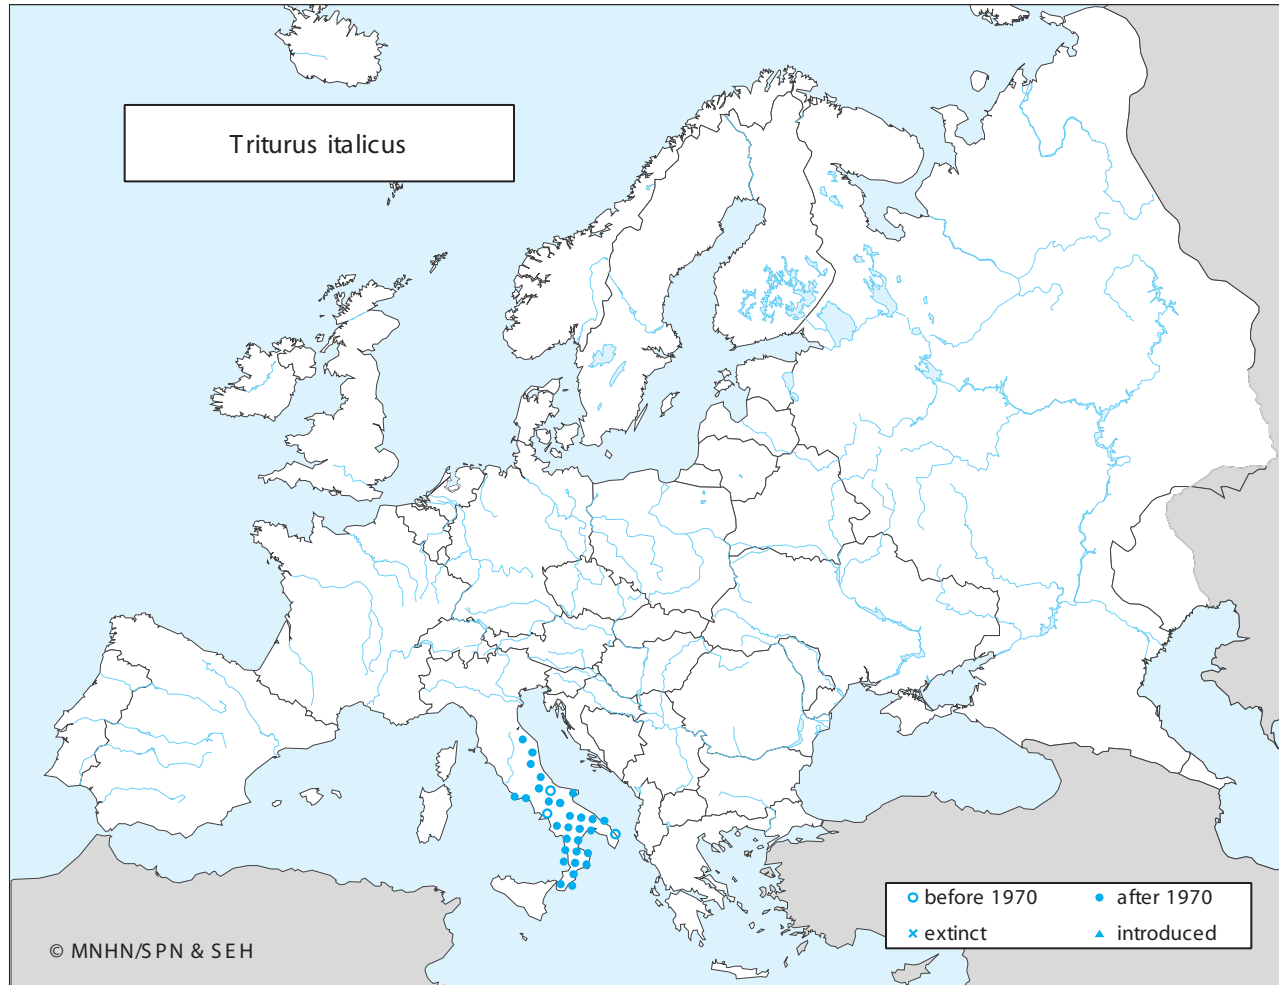 Triturus italicus
before 1970
after 1970
extinct
introduced
© MNHN/SPN & SEH